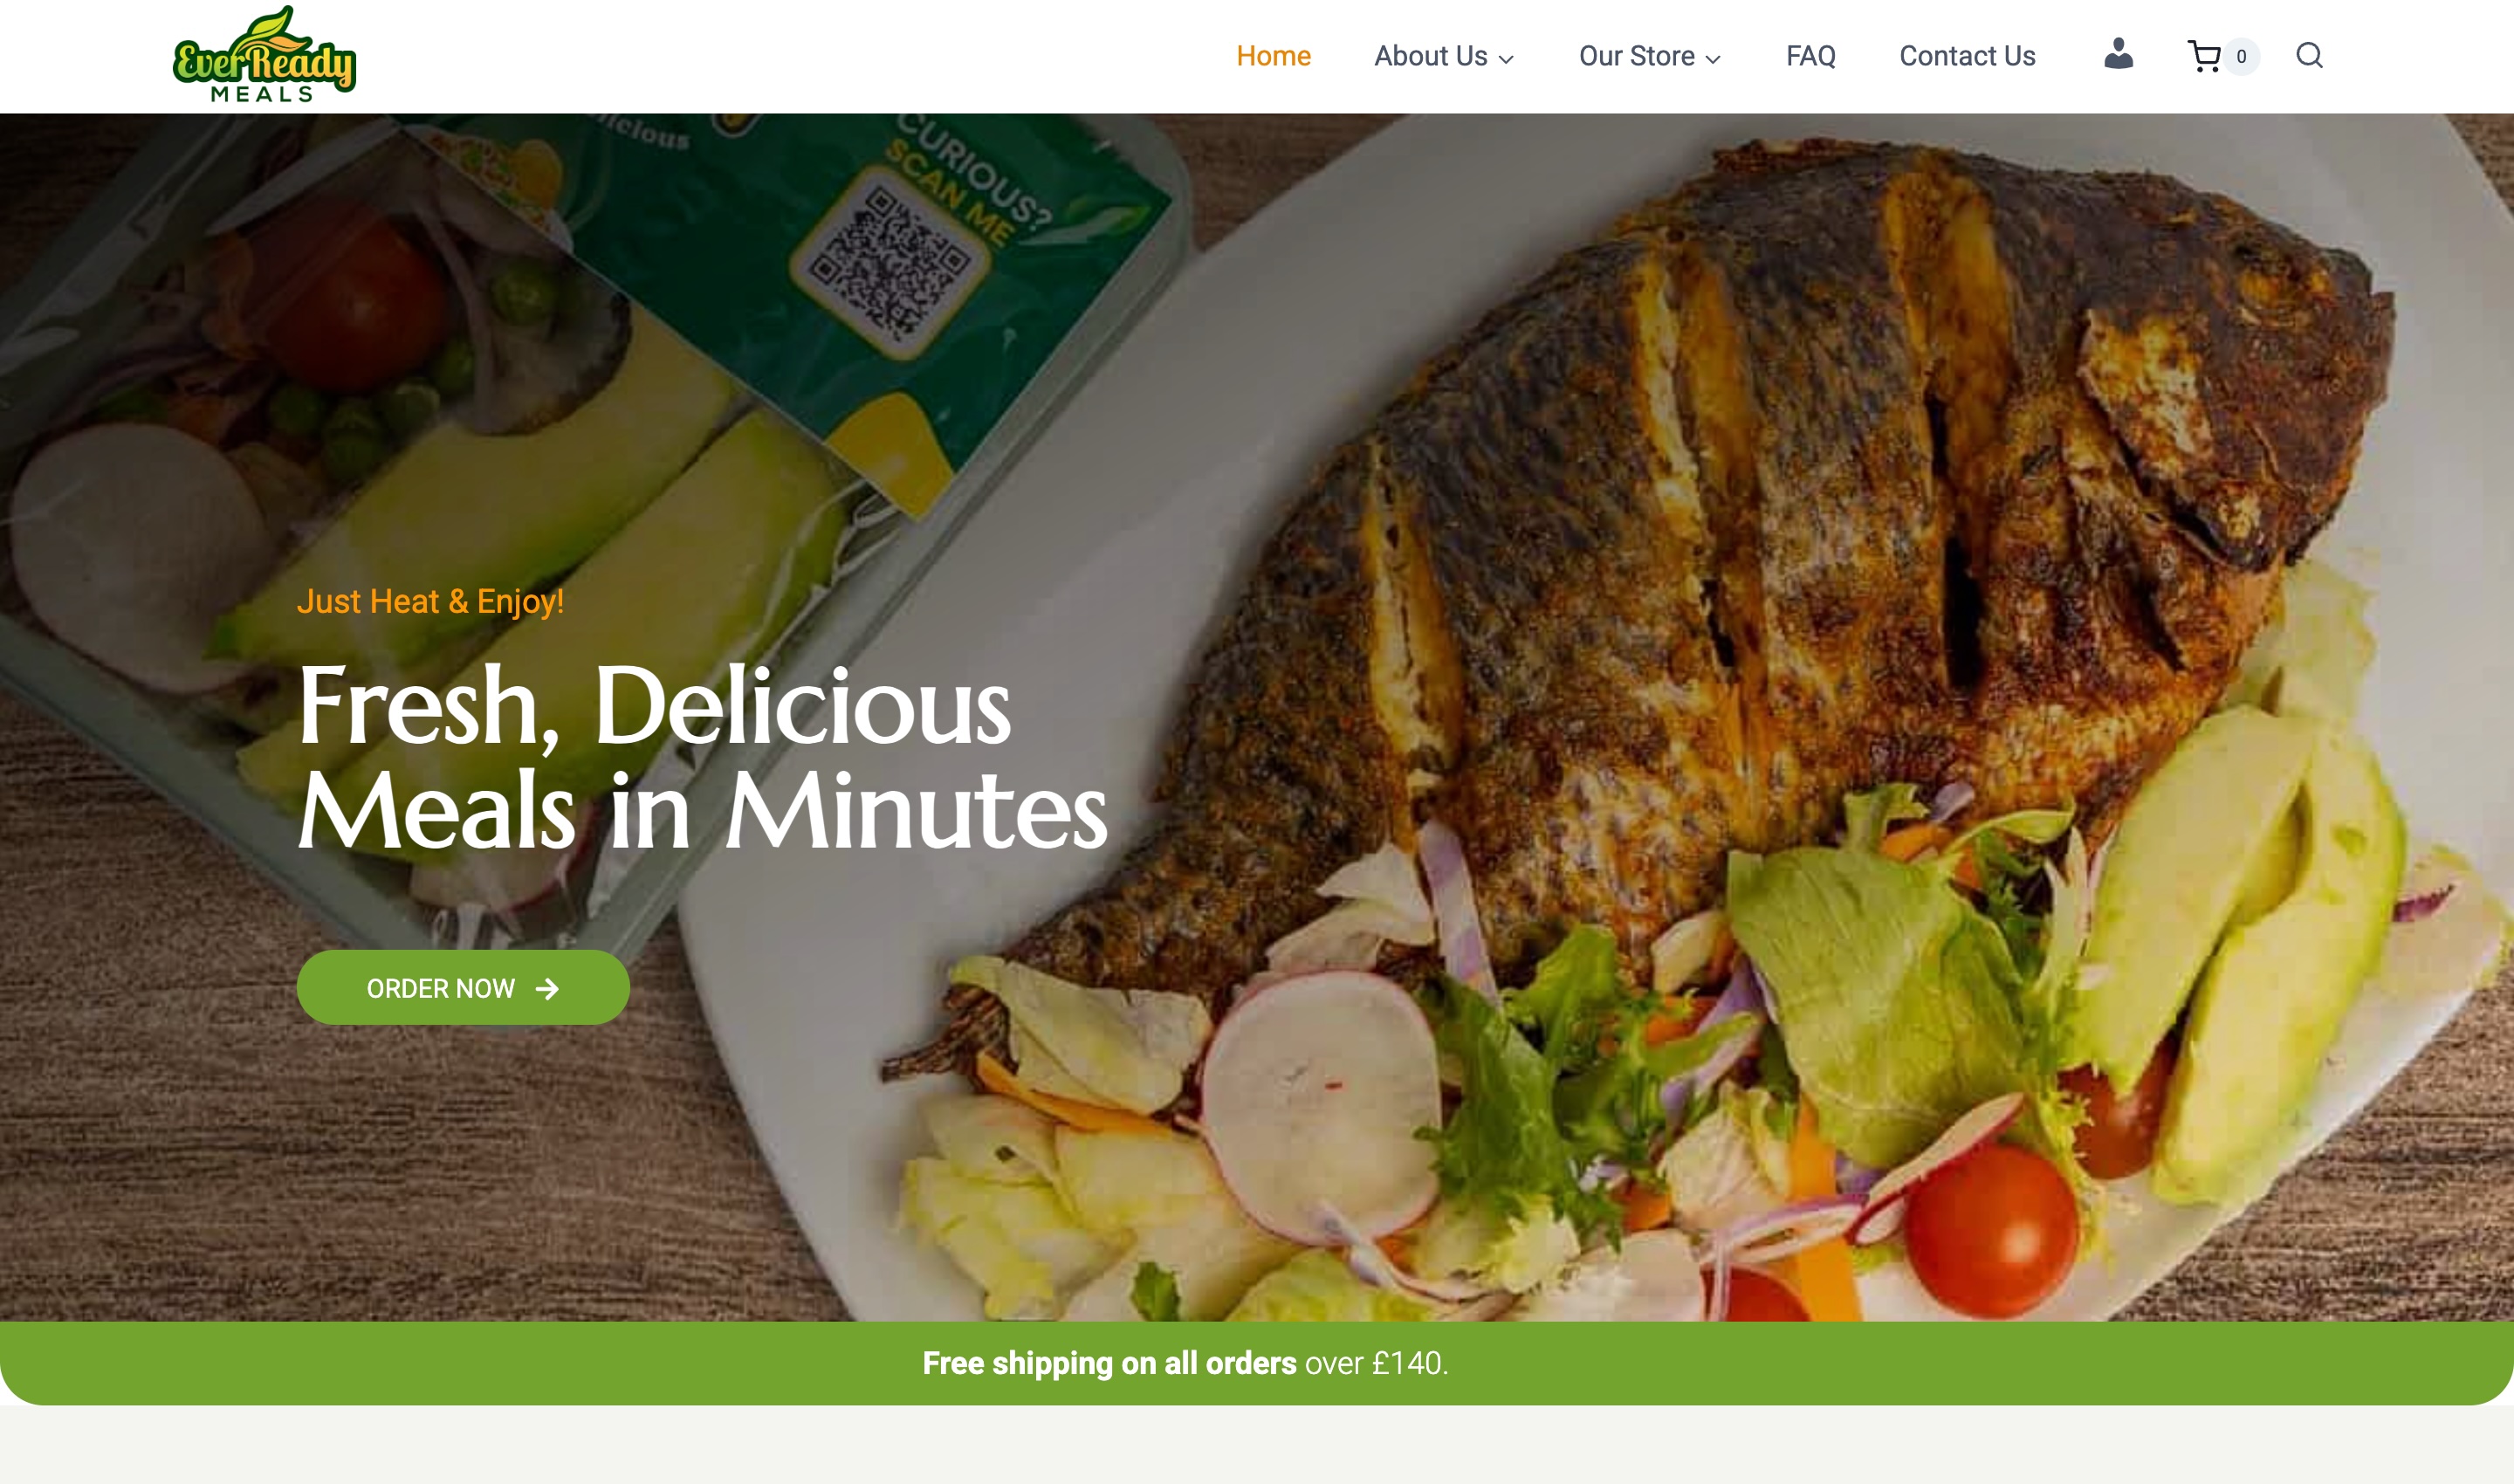 EverReady
MEALS
Home
About Us
Our Store
FAQ
Contact Us
0
CURIOUS?
SCAN ME
Just Heat & Enjoy!
Fresh, Delicious
Meals in Minutes
ORDER NOW
Free shipping on all orders over £140.